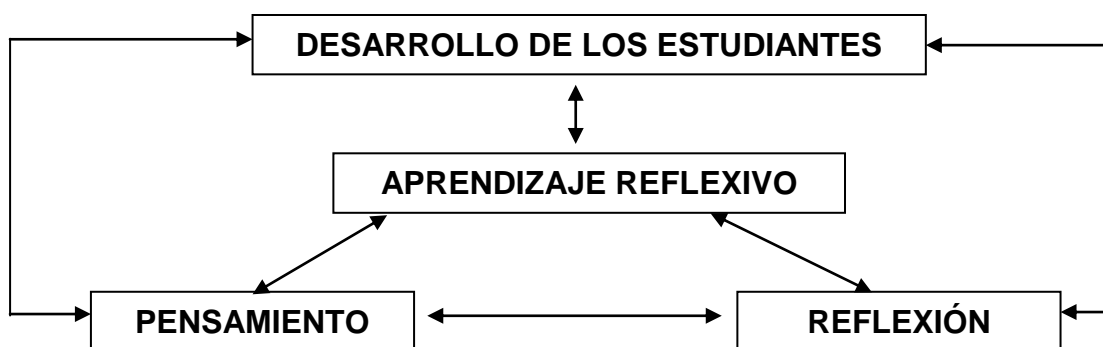 DESARROLLO DE LOS ESTUDIANTES
APRENDIZAJE REFLEXIVO
PENSAMIENTO
REFLEXIÓN